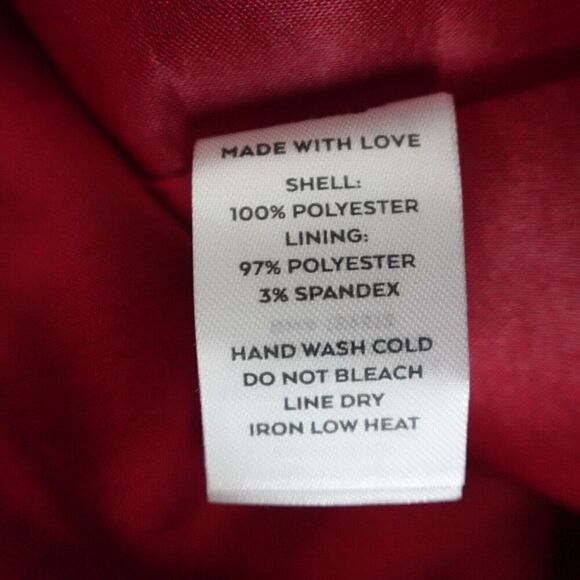 MADE WITH LOVE
SHELL:
100% POLYESTER
LINING:
97% POLYESTER
3% SPANDEX
HAND WASH COLD
DO NOT BLEACH
LINE DRY
IRON LOW HEAT